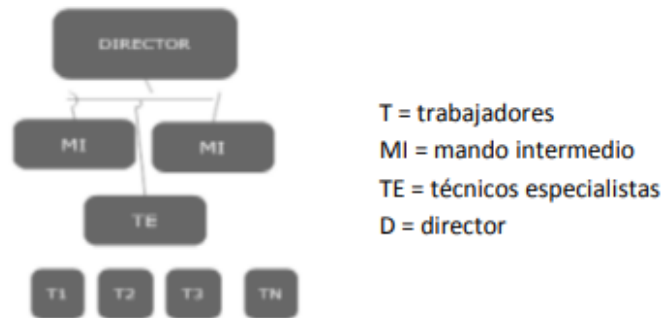 DIRECTOR
MI
MI
TE
T1
T2
T3
TN
T = trabajadores
MI = mando intermedio
TE = técnicos especialistas
D = director